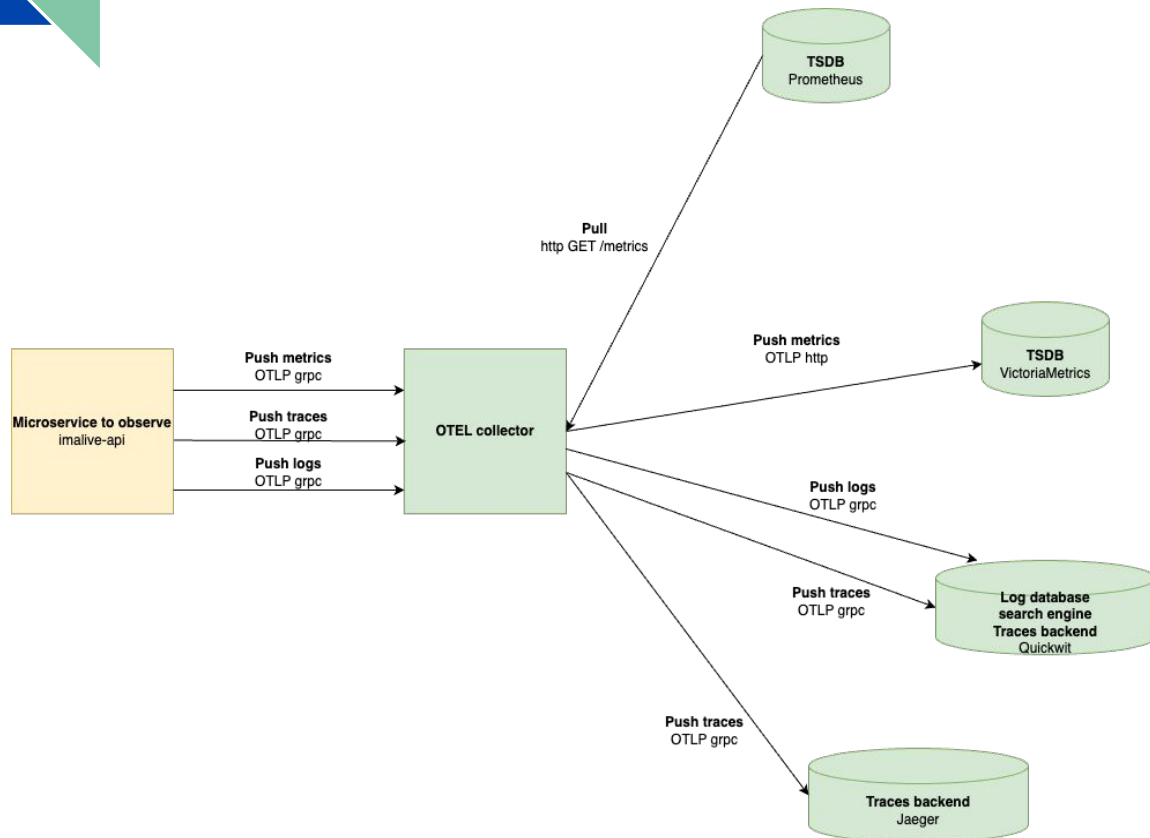 TSDB
Prometheus
Pull
http GET /metrics
Push metrics
OTLP http
TSDB
VictoriaMetrics
Push metrics
OTLP grpc
Microservice to observe
imalive-api
Push traces
OTLP grpc
OTEL collector
Push logs
OTLP grpc
Push logs
OTLP grpc
Push traces
OTLP grpc
Log database
search engine
Traces backend
Quickwit
Push traces
OTLP grpc
Traces backend
Jaeger